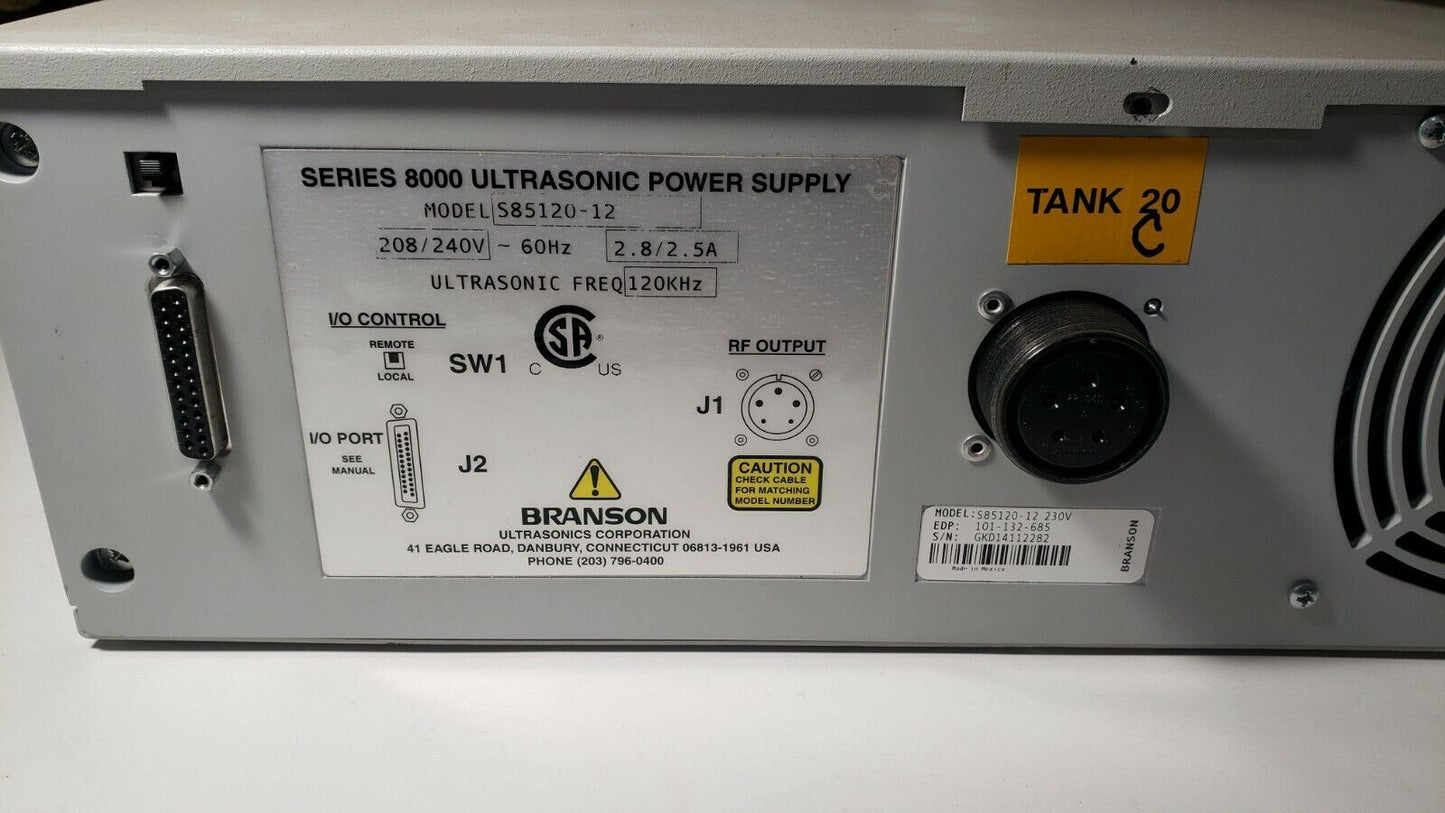 SERIES 8000 ULTRASONIC POWER SUPPLY
MODEL S85120-12
208/240V ~ 60Hz 2.8/2.5A
ULTRASONIC FREQ 120KHz
I/O CONTROL
REMOTE
LOCAL
SW1
C SA US
RF OUTPUT
J1
I/O PORT
SEE
MANUAL
J2
CAUTION
CHECK CABLE
FOR MATCHING
MODEL NUMBER
BRANSON
ULTRASONICS CORPORATION
41 EAGLE ROAD, DANBURY, CONNECTICUT 06813-1961 USA
PHONE (203) 796-0400
TANK 20
C
MODEL:S85120-12 230V
EDP: 101-132-685
S/N: GKD14112282
Made in Mexico
BRANSON